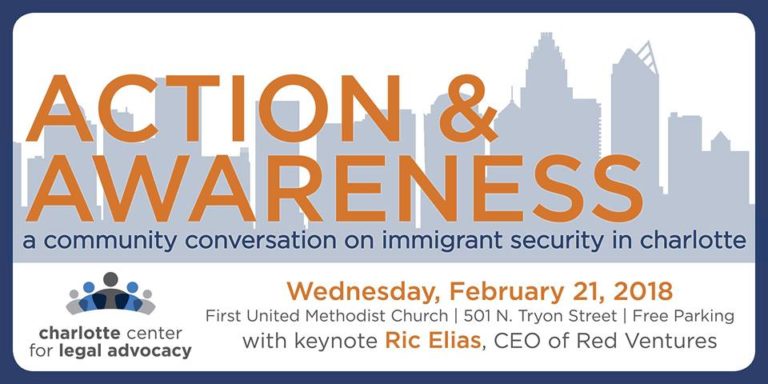 ACTION &
AWARENESS
a community conversation on immigrant security in charlotte
Wednesday, February 21, 2018
First United Methodist Church | 501 N. Tryon Street | Free Parking
with keynote Ric Elias, CEO of Red Ventures
charlotte center
for legal advocacy